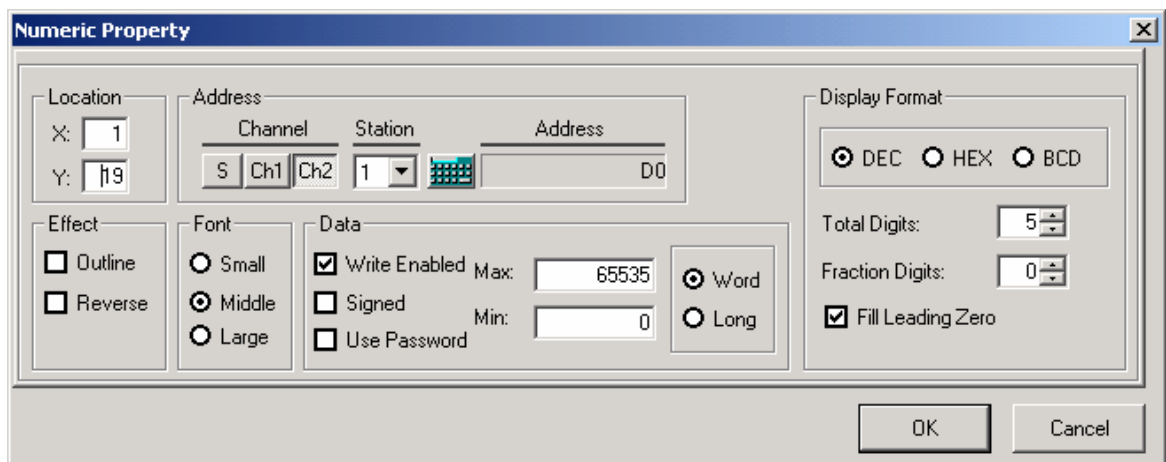 Numeric Property
Location
X: 1
Y: 19
Address
Channel Station Address
S Ch1 Ch2 1 D0
Effect
Outline
Reverse
Font
Small
Middle
Large
Data
Write Enabled Max: 65535
Signed
Use Password Min: 0
Word
Long
Display Format
DEC HEX BCD
Total Digits: 5
Fraction Digits: 0
Fill Leading Zero
OK Cancel